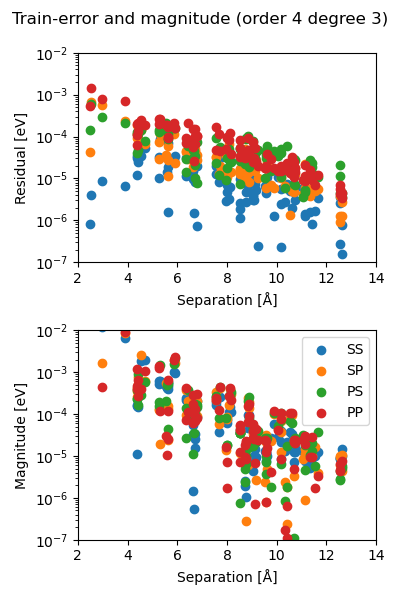 Train-error and magnitude (order 4 degree 3)
10⁻²
10⁻³
10⁻⁴
10⁻⁵
10⁻⁶
10⁻⁷
Residual [eV]
2 4 6 8 10 12 14
Separation [Å]
10⁻²
10⁻³
10⁻⁴
10⁻⁵
10⁻⁶
10⁻⁷
Magnitude [eV]
SS
SP
PS
PP
2 4 6 8 10 12 14
Separation [Å]